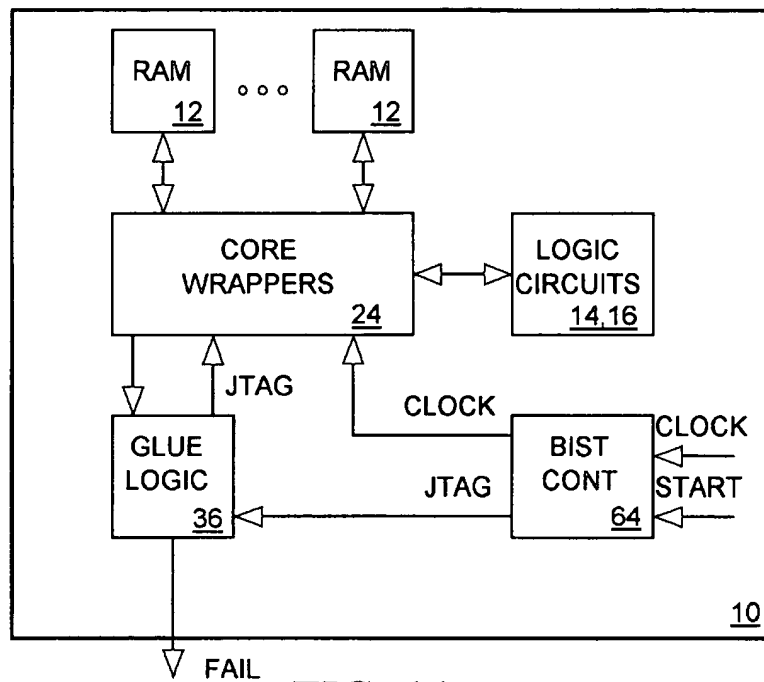 RAM
12
RAM
12
CORE
WRAPPERS
24
LOGIC
CIRCUITS
14,16
JTAG
CLOCK
GLUE
LOGIC
36
JTAG
BIST
CONT
64
CLOCK
START
10
FAIL